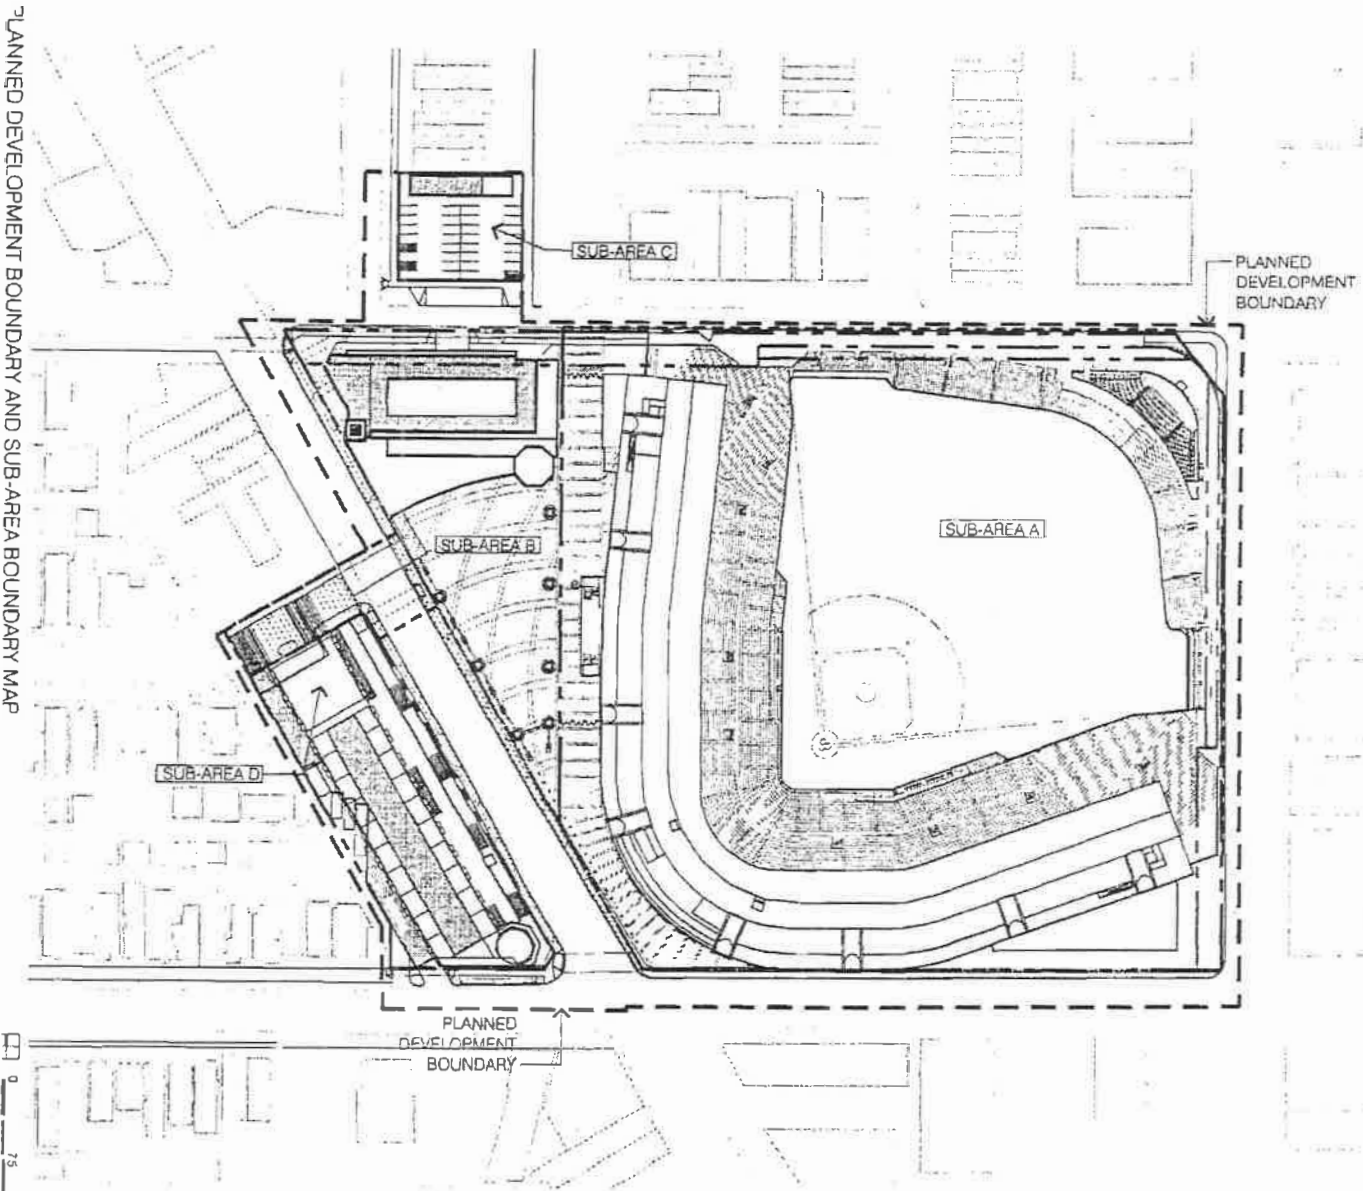 PLANNED DEVELOPMENT BOUNDARY AND SUB-AREA BOUNDARY MAP
SUB-AREA C
PLANNED
DEVELOPMENT
BOUNDARY
SUB-AREA A
SUB-AREA B
SUB-AREA D
PLANNED
DEVELOPMENT
BOUNDARY
0
75